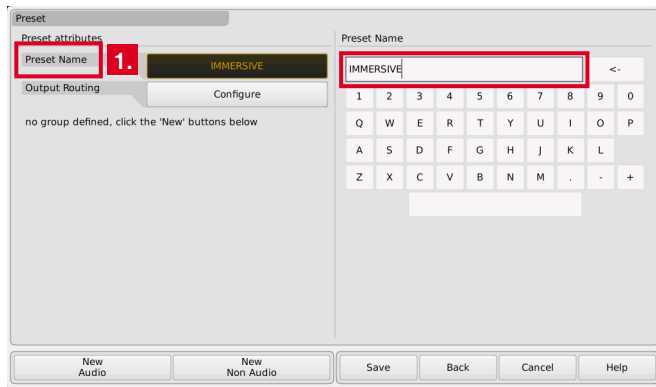 Preset
Preset attributes
Preset Name
1.
IMMERSIVE
Output Routing
Configure
no group defined, click the 'New' buttons below
Preset Name
IMMERSIVE
<-
1 2 3 4 5 6 7 8 9 0
Q W E R T Y U I O P
A S D F G H J K L
Z X C V B N M . - +
New Audio
New Non Audio
Save
Back
Cancel
Help